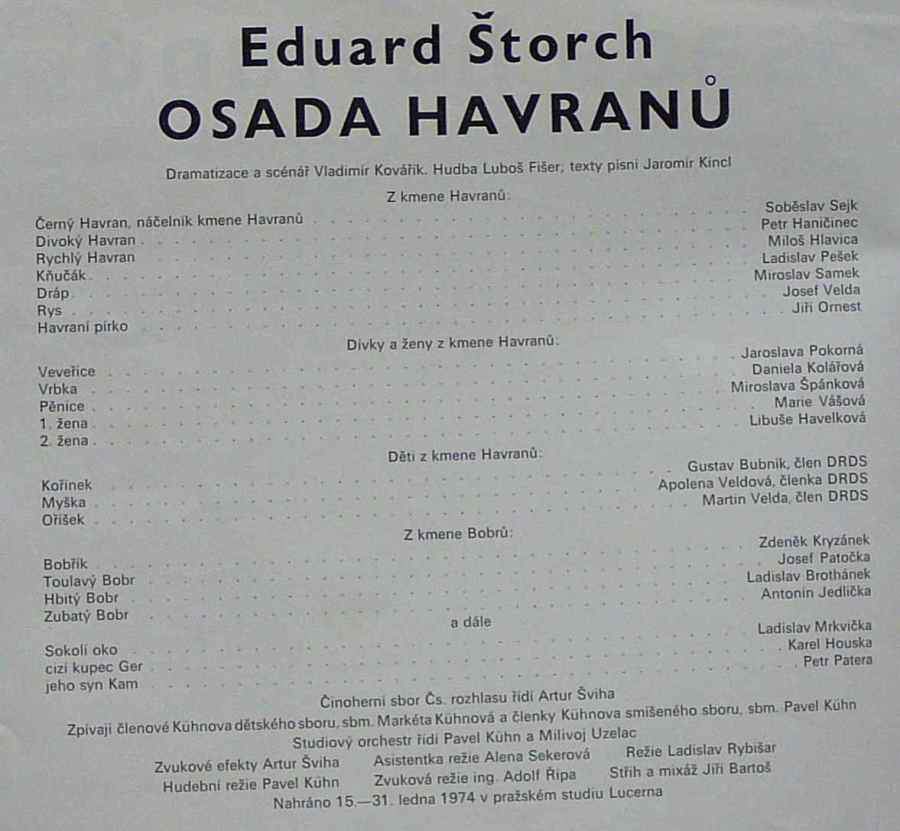 Eduard Štorch
OSADA HAVRANŮ
Dramatizace a scénář Vladimír Kovářík. Hudba Luboš Fišer, texty písní Jaromír Kincl
Z kmene Havranů:
Černý Havran, náčelník kmene Havranů . . . . . . . . . . Soběslav Sejk
Divoký Havran . . . . . . . . . . Petr Haničinec
Rychlý Havran . . . . . . . . . . Miloš Hlavica
Kňučák . . . . . . . . . . Ladislav Pešek
Dráp . . . . . . . . . . Miroslav Samek
Rys . . . . . . . . . . Josef Velda
Havraní pírko . . . . . . . . . . Jiří Ornest
Dívky a ženy z kmene Havranů:
Veveřice . . . . . . . . . . Jaroslava Pokorná
Vrbka . . . . . . . . . . Daniela Kolářová
Pěnice . . . . . . . . . . Miroslava Špánková
1. žena . . . . . . . . . . Marie Vášová
2. žena . . . . . . . . . . Libuše Havelková
Děti z kmene Havranů:
Kořínek . . . . . . . . . . Gustav Bubník, člen DRDS
Myška . . . . . . . . . . Apolena Veldová, členka DRDS
Oříšek . . . . . . . . . . Martin Velda, člen DRDS
Z kmene Bobrů:
Bobřík . . . . . . . . . . Zdeněk Kryzánek
Toulavý Bobr . . . . . . . . . . Josef Patočka
Hbitý Bobr . . . . . . . . . . Ladislav Brothánek
Zubatý Bobr . . . . . . . . . . Antonín Jedlička
a dále
Sokolí oko . . . . . . . . . . Ladislav Mrkvička
cizí kupec Ger . . . . . . . . . . Karel Houska
jeho syn Kam . . . . . . . . . . Petr Patera
Činoherní sbor Čs. rozhlasu řídí Artur Šviha
Zpívají členové Kühnova dětského sboru, sbm. Markéta Kühnová a členky Kühnova smíšeného sboru, sbm. Pavel Kühn
Studiový orchestr řídí Pavel Kühn a Milivoj Uzelac
Zvukové efekty Artur Šviha Asistentka režie Alena Sekerová Režie Ladislav Rybišar
Hudební režie Pavel Kühn Zvuková režie ing. Adolf Řípa Střih a mixáž Jiří Bartoš
Nahráno 15.—31. ledna 1974 v pražském studiu Lucerna